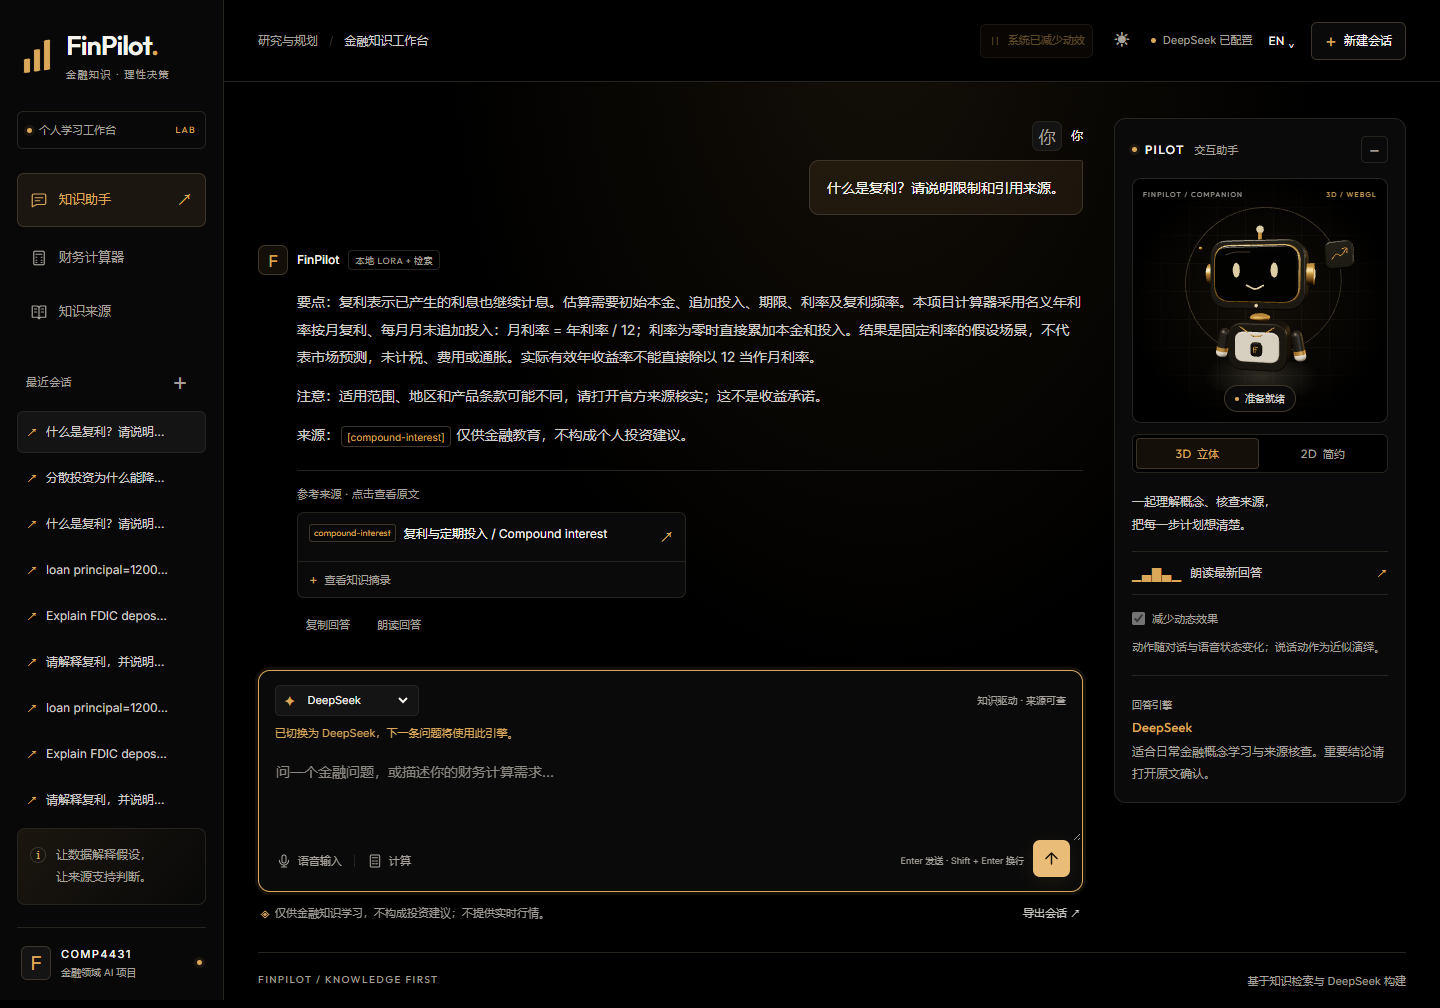 FinPilot.
金融知识 · 理性决策
个人学习工作台
LAB
知识助手
财务计算器
知识来源
最近会话
什么是复利？请说明...
分散投资为什么能降...
什么是复利？请说明...
loan principal=1200...
Explain FDIC depos...
请解释复利，并说明...
loan principal=1200...
Explain FDIC depos...
请解释复利，并说明...
让数据解释假设，
让来源支持判断。
F
COMP4431
金融领域 AI 项目
研究与规划 / 金融知识工作台
系统已减少动效
DeepSeek 已配置
EN
+ 新建会话
你 你
什么是复利？请说明限制和引用来源。
F FinPilot 本地 LORA + 检索
要点：复利表示已产生的利息也继续计息。估算需要初始本金、追加投入、期限、利率及复利频率。本项目计算器采用名义年利
率按月复利、每月月末追加投入：月利率 = 年利率 / 12；利率为零时直接累加本金和投入。结果是固定利率的假设场景，不代
表市场预测，未计税、费用或通胀。实际有效年收益率不能直接除以 12 当作月利率。
注意：适用范围、地区和产品条款可能不同，请打开官方来源核实；这不是收益承诺。
来源： [compound-interest] 仅供金融教育，不构成个人投资建议。
参考来源 · 点击查看原文
compound-interest 复利与定期投入 / Compound interest
+ 查看知识摘录
复制回答 朗读回答
DeepSeek
知识驱动 · 来源可查
已切换为 DeepSeek，下一条问题将使用此引擎。
问一个金融问题，或描述你的财务计算需求...
语音输入
计算
Enter 发送 · Shift + Enter 换行
仅供金融知识学习，不构成投资建议；不提供实时行情。
导出会话
FINPILOT / KNOWLEDGE FIRST
基于知识检索与 DeepSeek 构建
PILOT 交互助手
FINPILOT / COMPANION
3D / WEBGL
准备就绪
3D 立体
2D 简约
一起理解概念、核查来源，
把每一步计划想清楚。
朗读最新回答
减少动态效果
动作随对话与语音状态变化；说话动作为近似演绎。
回答引擎
DeepSeek
适合日常金融概念学习与来源核查。重要结论请
打开原文确认。